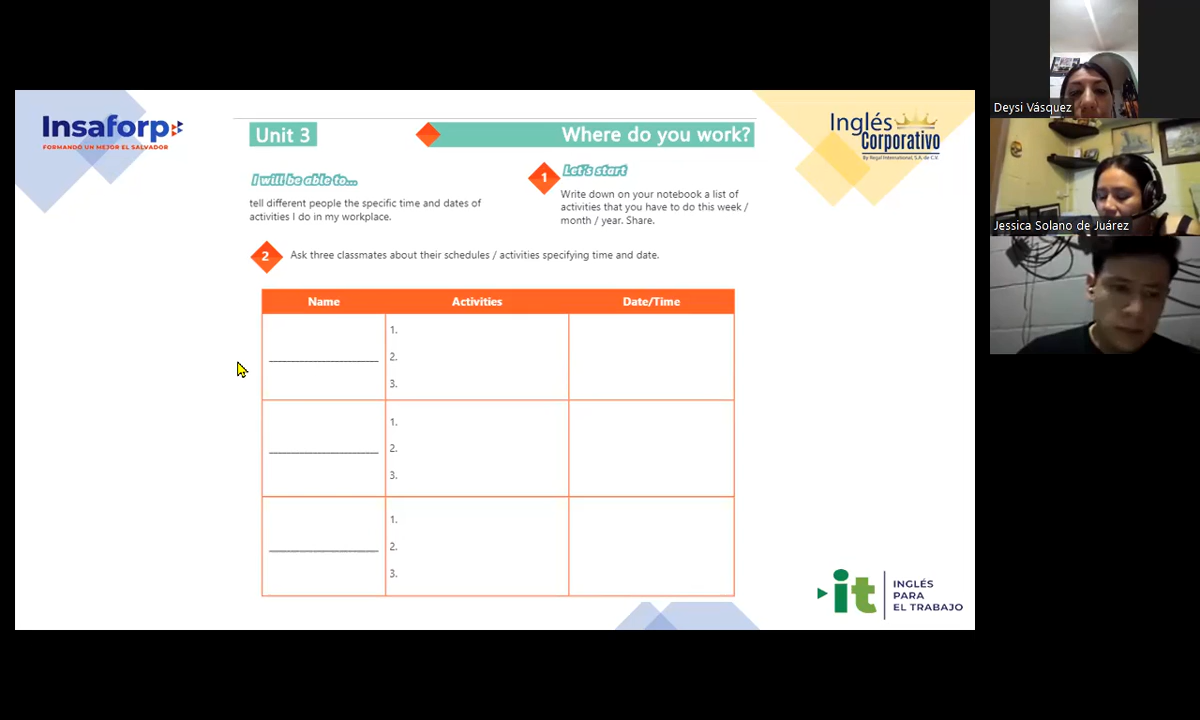 Insaforp
FORMANDO UN MEJOR EL SALVADOR
Unit 3
Where do you work?
Inglés
Corporativo
By Regal International, S.A. de C.V.
I will be able to...
tell different people the specific time and dates of
activities I do in my workplace.
1
Let's start
Write down on your notebook a list of
activities that you have to do this week /
month / year. Share.
2
Ask three classmates about their schedules / activities specifying time and date.
Name
Activities
Date/Time
1.
2.
3.
1.
2.
3.
1.
2.
3.
it
INGLÉS
PARA
EL TRABAJO
Deysi Vásquez
Jessica Solano de Juárez